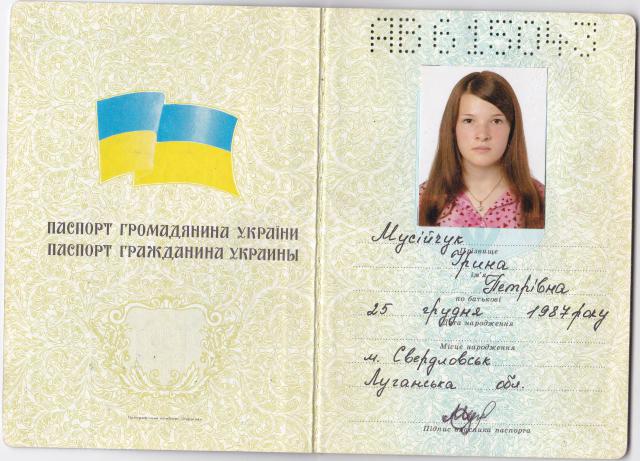 ПАСПОРТ ГРОМАДЯНИНА УКРАЇНИ
ПАСПОРТ ГРАЖДАНИНА УКРАИНЫ
АВ 615043
Мусійчук
Прізвище
Ірина
ім'я
Петрівна
по батькові
25 грудня 1987 року
Дата народження
Місце народження
м. Свердловськ
Луганська обл.
Підпис власника паспорта